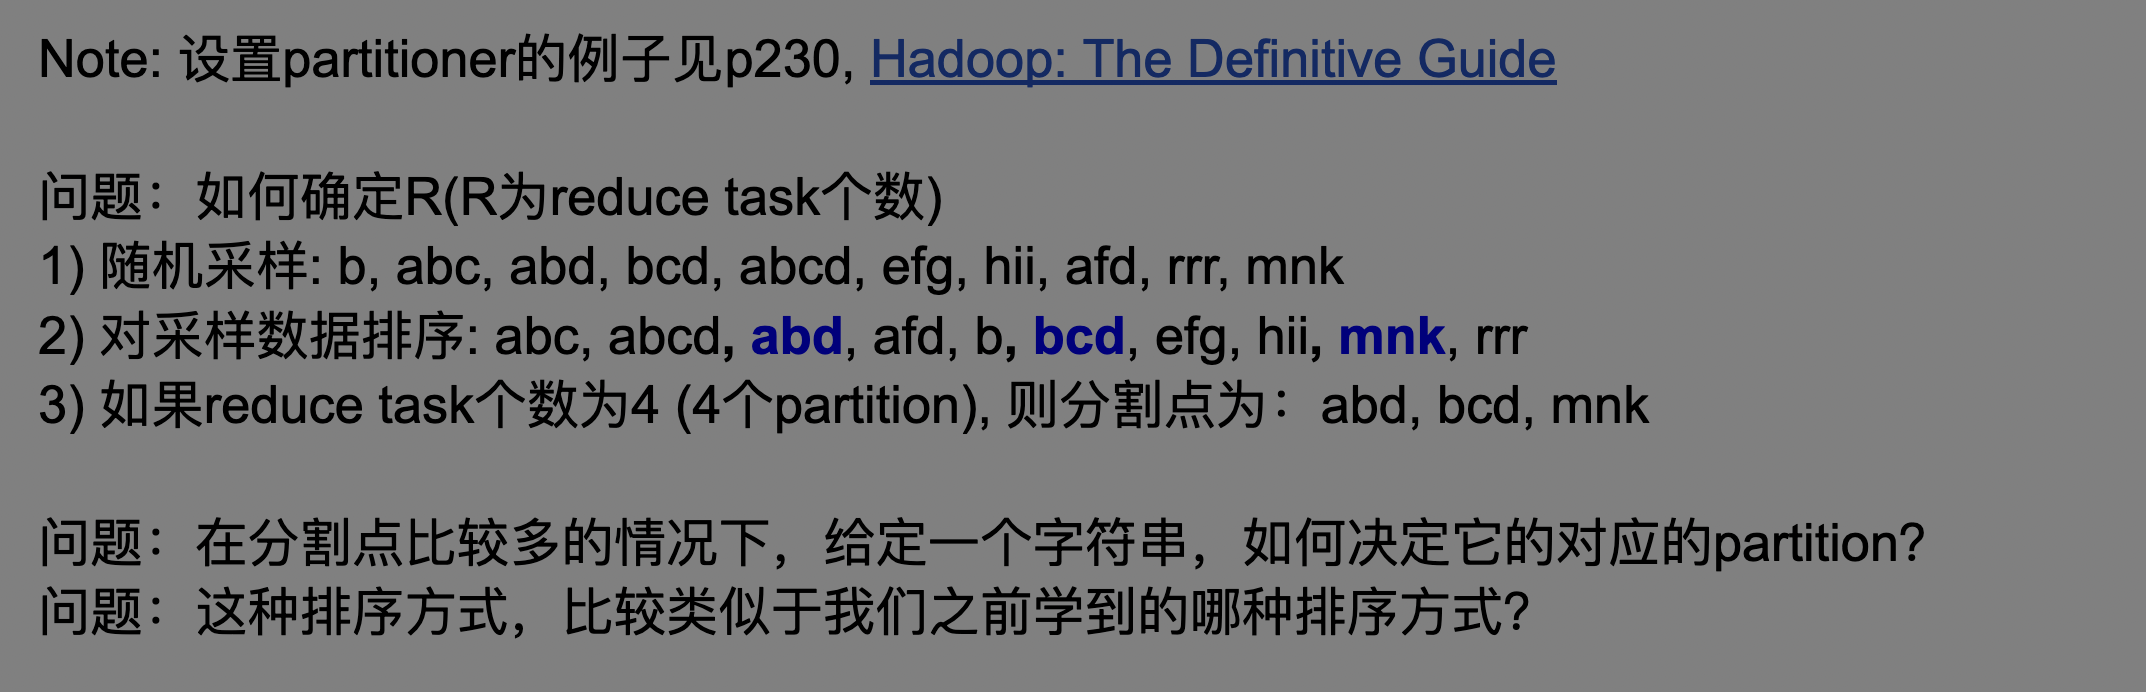 Note: 设置partitioner的例子见p230, Hadoop: The Definitive Guide
问题：如何确定R(R为reduce task个数)
1) 随机采样: b, abc, abd, bcd, abcd, efg, hii, afd, rrr, mnk
2) 对采样数据排序: abc, abcd, abd, afd, b, bcd, efg, hii, mnk, rrr
3) 如果reduce task个数为4 (4个partition), 则分割点为：abd, bcd, mnk
问题：在分割点比较多的情况下，给定一个字符串，如何决定它的对应的partition?
问题：这种排序方式，比较类似于我们之前学到的哪种排序方式?